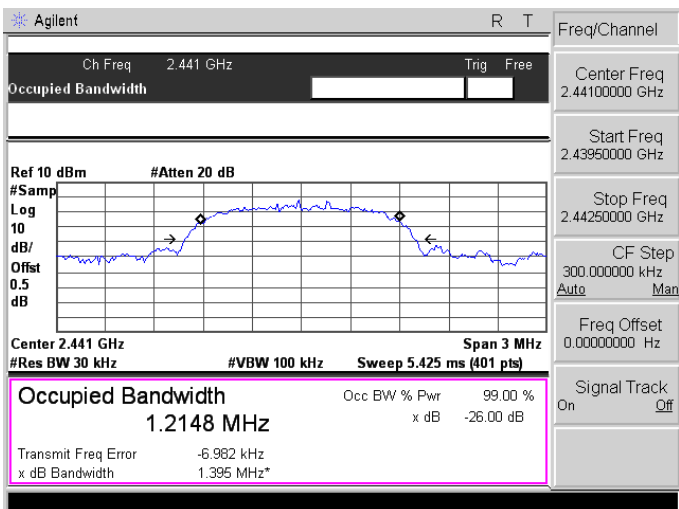 Agilent R T
Ch Freq 2.441 GHz Trig Free
Occupied Bandwidth
Ref 10 dBm #Atten 20 dB
#Samp
Log
10
dB/
Offst
0.5
dB
Center 2.441 GHz Span 3 MHz
#Res BW 30 kHz #VBW 100 kHz Sweep 5.425 ms (401 pts)
Occupied Bandwidth Occ BW % Pwr 99.00 %
1.2148 MHz x dB -26.00 dB
Transmit Freq Error -6.982 kHz
x dB Bandwidth 1.395 MHz*
Freq/Channel
Center Freq
2.44100000 GHz
Start Freq
2.43950000 GHz
Stop Freq
2.44250000 GHz
CF Step
300.000000 kHz
Auto Man
Freq Offset
0.00000000 Hz
Signal Track
On Off